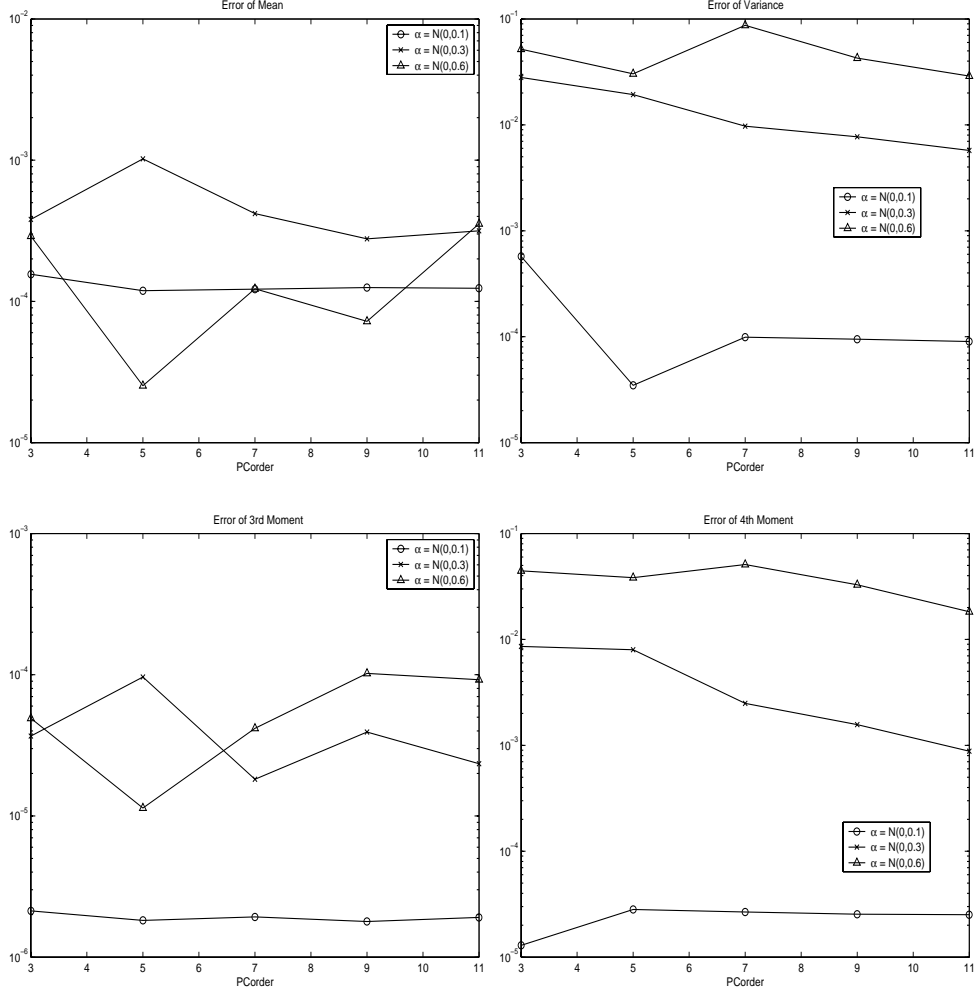 Error of Mean
10⁻²
10⁻³
10⁻⁴
10⁻⁵
α = N(0,0.1)
α = N(0,0.3)
α = N(0,0.6)
3 4 5 6 7 8 9 10 11
PCorder
Error of Variance
10⁻¹
10⁻²
10⁻³
10⁻⁴
10⁻⁵
α = N(0,0.1)
α = N(0,0.3)
α = N(0,0.6)
3 4 5 6 7 8 9 10 11
PCorder
Error of 3rd Moment
10⁻³
10⁻⁴
10⁻⁵
10⁻⁶
α = N(0,0.1)
α = N(0,0.3)
α = N(0,0.6)
3 4 5 6 7 8 9 10 11
PCorder
Error of 4th Moment
10⁻¹
10⁻²
10⁻³
10⁻⁴
10⁻⁵
α = N(0,0.1)
α = N(0,0.3)
α = N(0,0.6)
3 4 5 6 7 8 9 10 11
PCorder